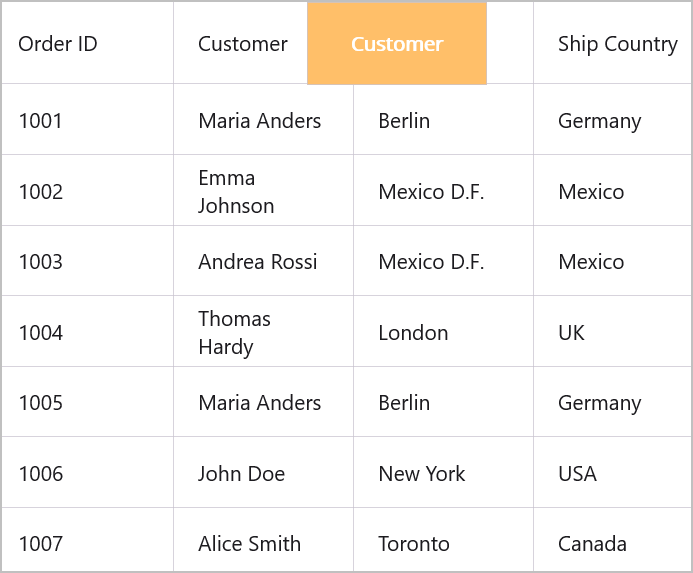 Order ID Customer Customer Ship Country
1001 Maria Anders Berlin Germany
1002 Emma Johnson Mexico D.F. Mexico
1003 Andrea Rossi Mexico D.F. Mexico
1004 Thomas Hardy London UK
1005 Maria Anders Berlin Germany
1006 John Doe New York USA
1007 Alice Smith Toronto Canada